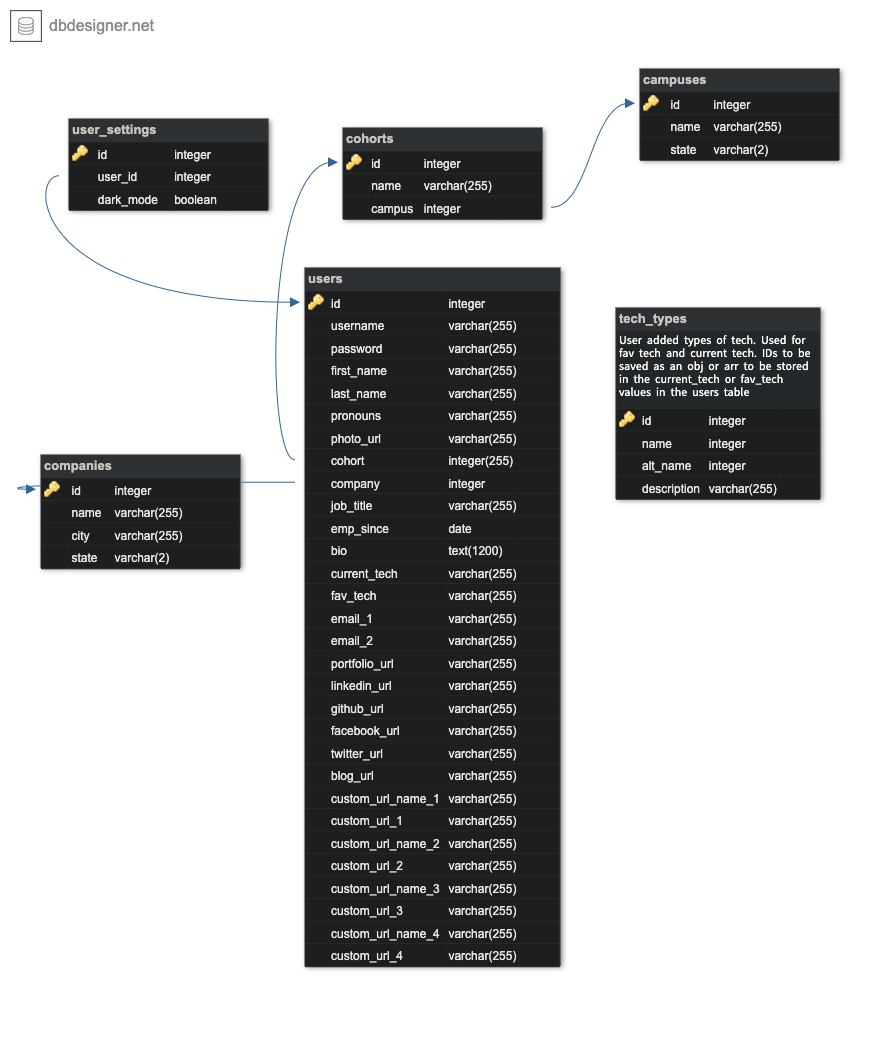 dbdesigner.net
campuses
id integer
name varchar(255)
state varchar(2)
user_settings
id integer
user_id integer
dark_mode boolean
cohorts
id integer
name varchar(255)
campus integer
users
id integer
username varchar(255)
password varchar(255)
first_name varchar(255)
last_name varchar(255)
pronouns varchar(255)
photo_url varchar(255)
cohort integer(255)
company integer
job_title varchar(255)
emp_since date
bio text(1200)
current_tech varchar(255)
fav_tech varchar(255)
email_1 varchar(255)
email_2 varchar(255)
portfolio_url varchar(255)
linkedin_url varchar(255)
github_url varchar(255)
facebook_url varchar(255)
twitter_url varchar(255)
blog_url varchar(255)
custom_url_name_1 varchar(255)
custom_url_1 varchar(255)
custom_url_name_2 varchar(255)
custom_url_2 varchar(255)
custom_url_name_3 varchar(255)
custom_url_3 varchar(255)
custom_url_name_4 varchar(255)
custom_url_4 varchar(255)
tech_types
User added types of tech. Used for
fav tech and current tech. IDs to be
saved as an obj or arr to be stored
in the current_tech or fav_tech
values in the users table
id integer
name integer
alt_name integer
description varchar(255)
companies
id integer
name varchar(255)
city varchar(255)
state varchar(2)